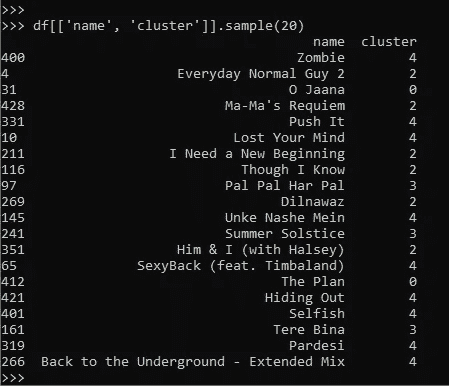 >>>
>>> df[['name', 'cluster']].sample(20)
name cluster
400 Zombie 4
4 Everyday Normal Guy 2 2
31 O Jaana 0
428 Ma-Ma's Requiem 2
331 Push It 4
10 Lost Your Mind 4
211 I Need a New Beginning 2
116 Though I Know 2
97 Pal Pal Har Pal 3
269 Dilnawaz 2
145 Unke Nashe Mein 4
241 Summer Solstice 3
351 Him & I (with Halsey) 2
65 SexyBack (feat. Timbaland) 4
412 The Plan 0
421 Hiding Out 4
401 Selfish 4
161 Tere Bina 3
319 Pardesi 4
266 Back to the Underground - Extended Mix 4
>>>